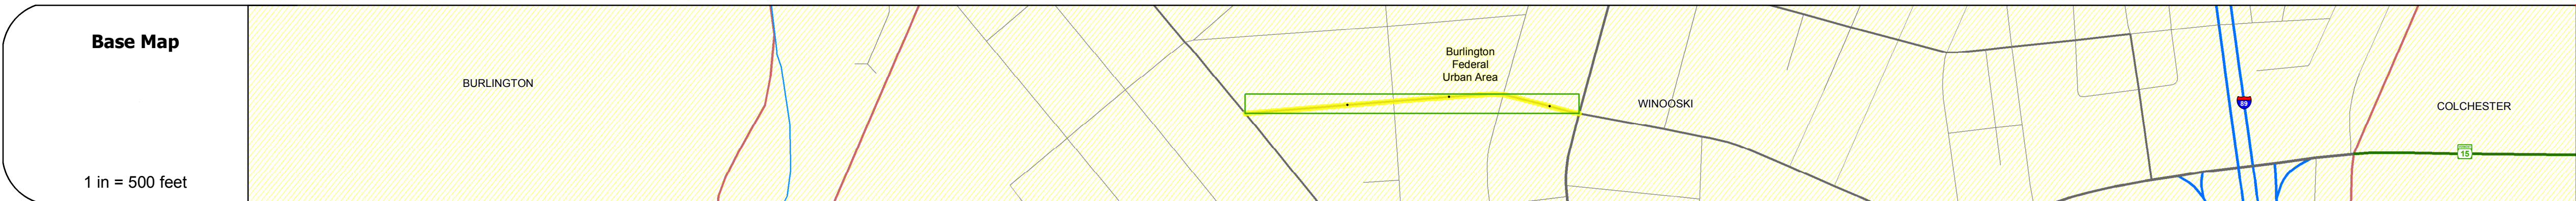 Base Map
1 in = 500 feet
BURLINGTON
Burlington
Federal
Urban Area
WINOOSKI
89
15
COLCHESTER